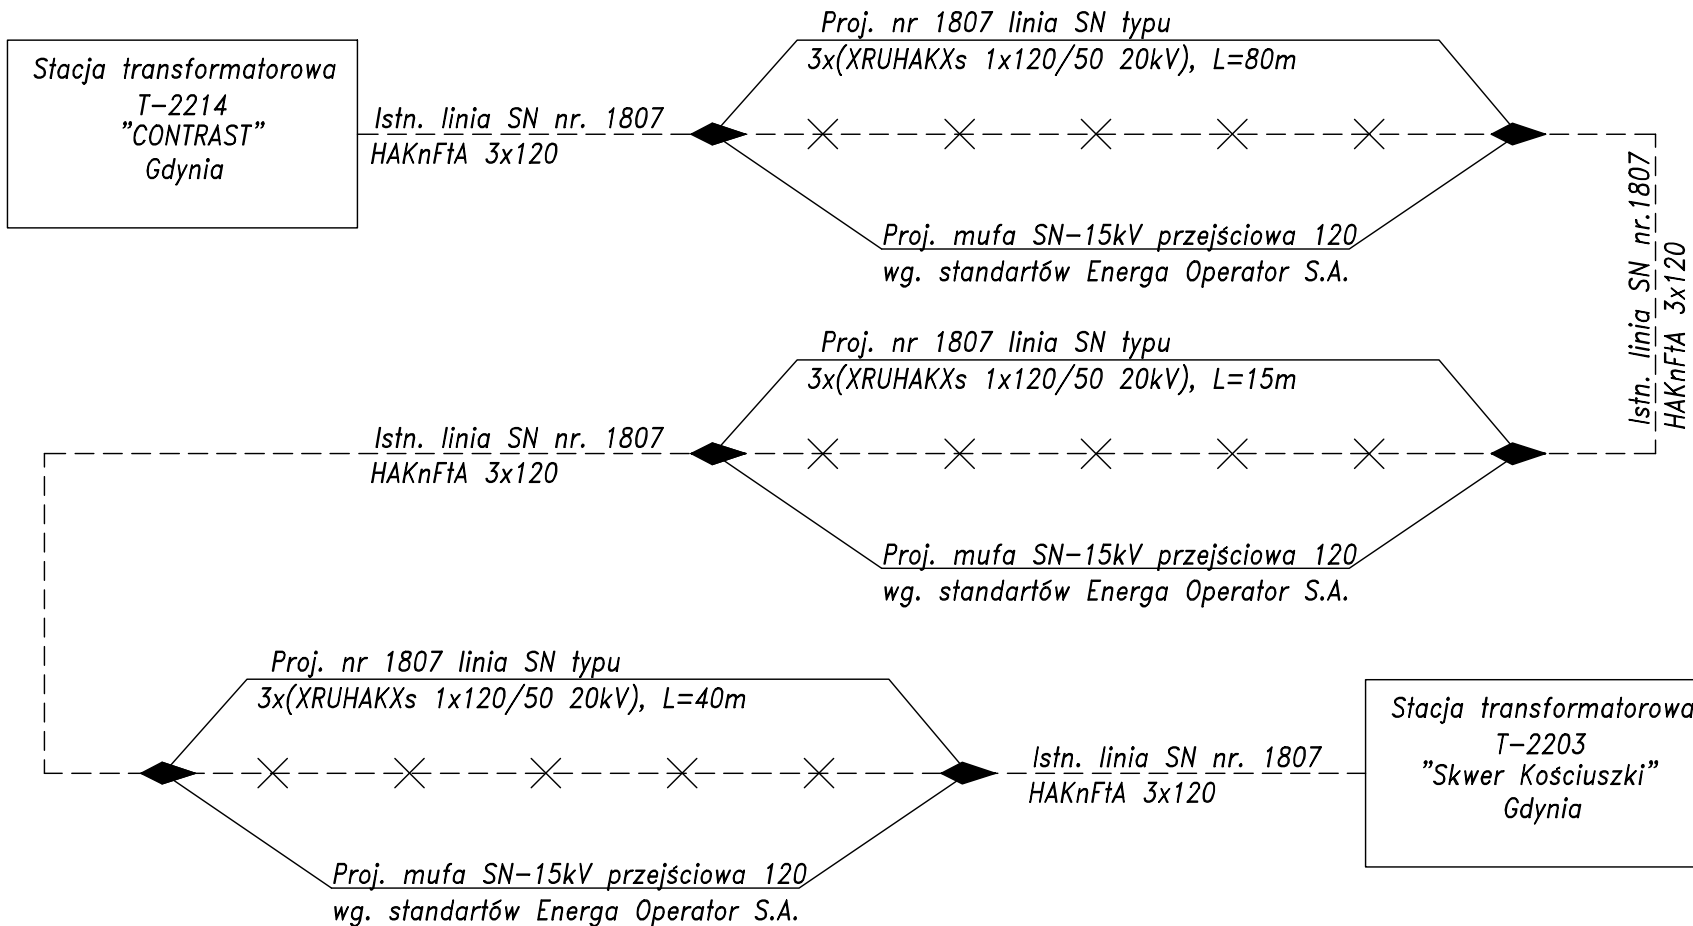 Stacja transformatorowa
T-2214
"CONTRAST"
Gdynia
Istn. linia SN nr. 1807
HAKnFtA 3x120
Proj. nr 1807 linia SN typu
3x(XRUHAKXs 1x120/50 20kV), L=80m
Proj. mufa SN-15kV przejściowa 120
wg. standartów Energa Operator S.A.
Istn. linia SN nr.1807
HAKnFtA 3x120
Proj. nr 1807 linia SN typu
3x(XRUHAKXs 1x120/50 20kV), L=15m
Istn. linia SN nr. 1807
HAKnFtA 3x120
Proj. mufa SN-15kV przejściowa 120
wg. standartów Energa Operator S.A.
Proj. nr 1807 linia SN typu
3x(XRUHAKXs 1x120/50 20kV), L=40m
Proj. mufa SN-15kV przejściowa 120
wg. standartów Energa Operator S.A.
Istn. linia SN nr. 1807
HAKnFtA 3x120
Stacja transformatorowa
T-2203
"Skwer Kościuszki"
Gdynia